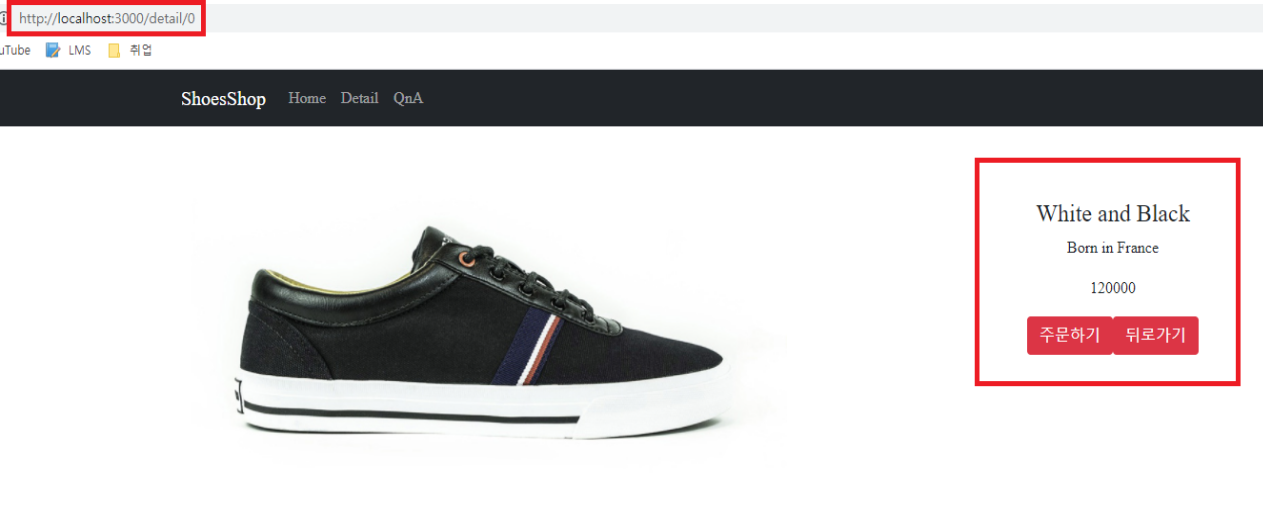 http://localhost:3000/detail/0
uTube LMS 취업
ShoesShop Home Detail QnA
White and Black
Born in France
120000
주문하기 뒤로가기